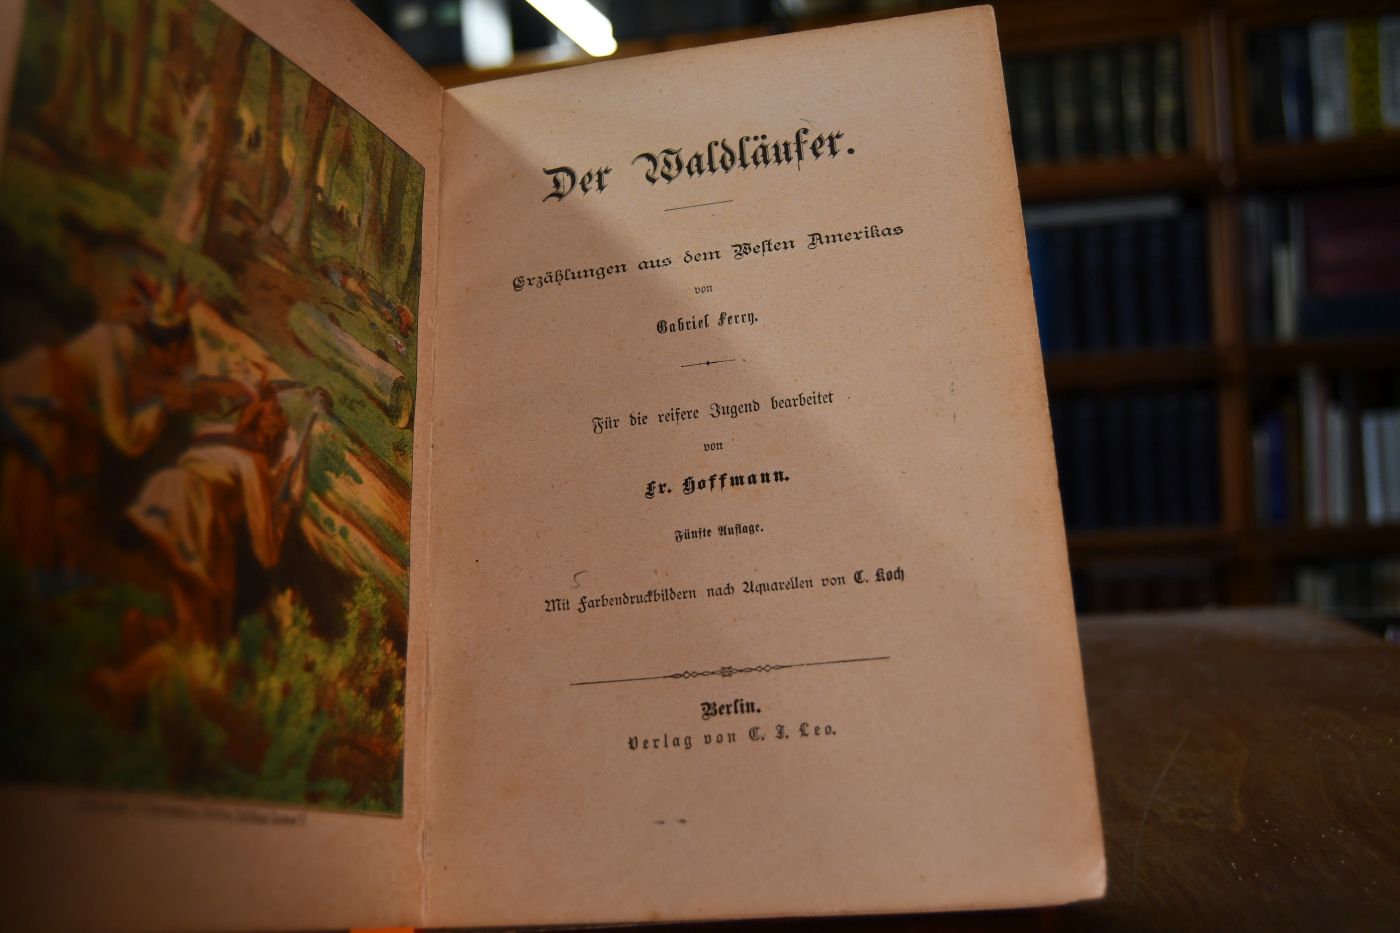 Der Waldläufer.
Erzählungen aus dem Westen Amerikas
von
Gabriel Ferry.
Für die reifere Jugend bearbeitet
von
Fr. Hoffmann.
Fünfte Auflage.
5
Mit Farbendruckbildern nach Aquarellen von C. Koch
Berlin.
Verlag von C. J. Leo.